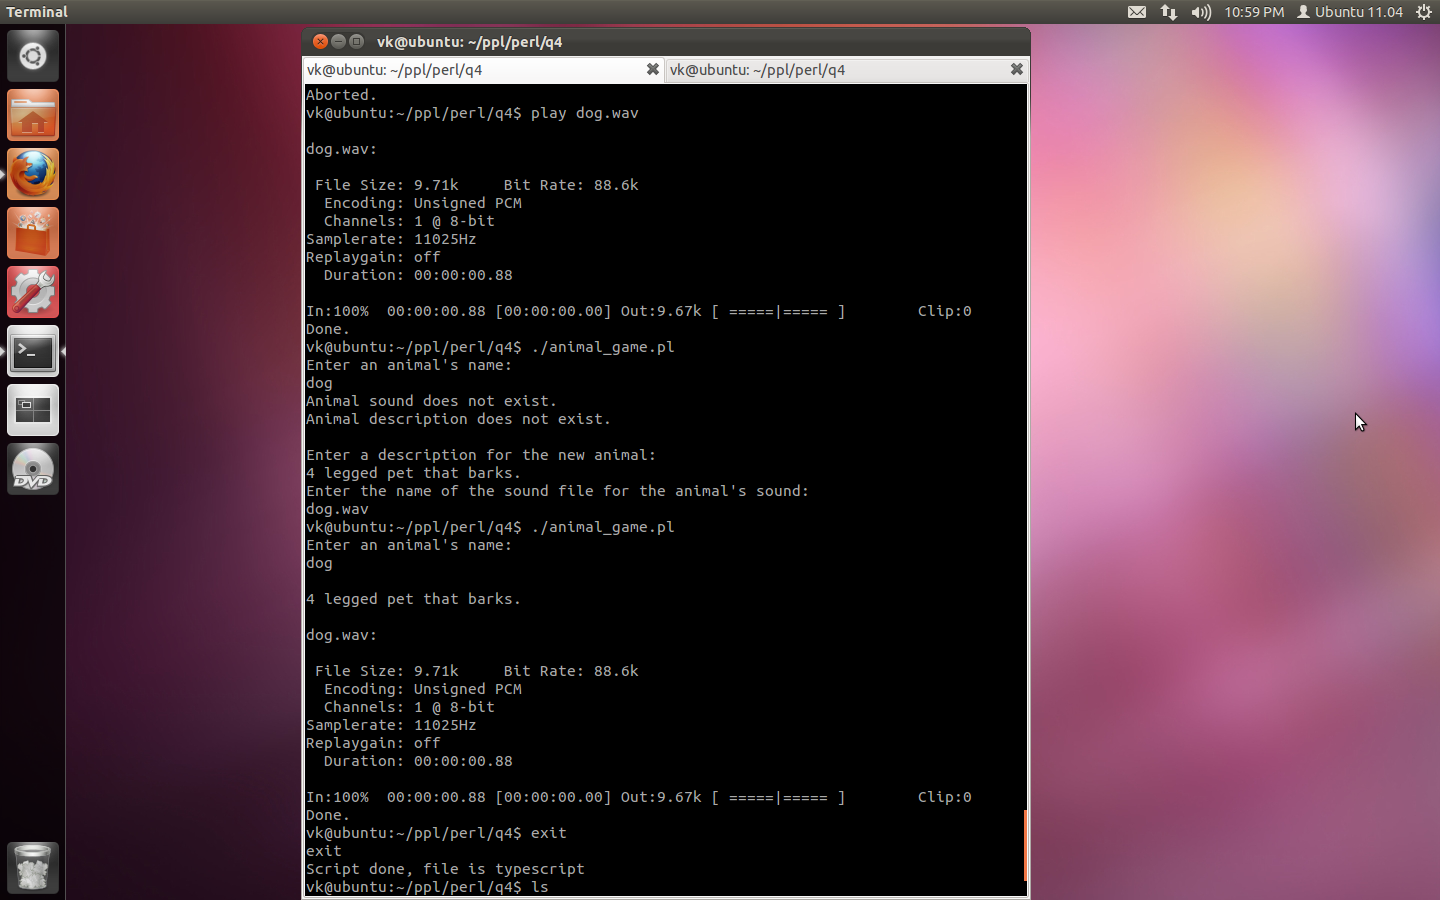 Terminal
10:59 PM Ubuntu 11.04
vk@ubuntu: ~/ppl/perl/q4
vk@ubuntu: ~/ppl/perl/q4 vk@ubuntu: ~/ppl/perl/q4
Aborted.
vk@ubuntu:~/ppl/perl/q4$ play dog.wav
dog.wav:
File Size: 9.71k Bit Rate: 88.6k
Encoding: Unsigned PCM
Channels: 1 @ 8-bit
Samplerate: 11025Hz
Replaygain: off
Duration: 00:00:00.88
In:100% 00:00:00.88 [00:00:00.00] Out:9.67k [ =====|===== ] Clip:0
Done.
vk@ubuntu:~/ppl/perl/q4$ ./animal_game.pl
Enter an animal's name:
dog
Animal sound does not exist.
Animal description does not exist.
Enter a description for the new animal:
4 legged pet that barks.
Enter the name of the sound file for the animal's sound:
dog.wav
vk@ubuntu:~/ppl/perl/q4$ ./animal_game.pl
Enter an animal's name:
dog
4 legged pet that barks.
dog.wav:
File Size: 9.71k Bit Rate: 88.6k
Encoding: Unsigned PCM
Channels: 1 @ 8-bit
Samplerate: 11025Hz
Replaygain: off
Duration: 00:00:00.88
In:100% 00:00:00.88 [00:00:00.00] Out:9.67k [ =====|===== ] Clip:0
Done.
vk@ubuntu:~/ppl/perl/q4$ exit
exit
Script done, file is typescript
vk@ubuntu:~/ppl/perl/q4$ ls
DVD